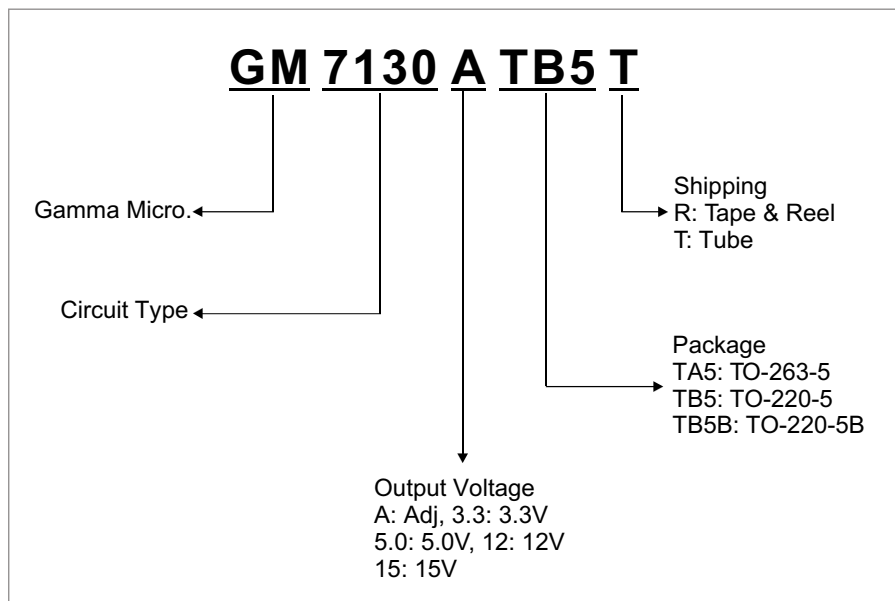 GM 7130 A TB5 T
Gamma Micro.
Shipping
R: Tape & Reel
T: Tube
Circuit Type
Package
TA5: TO-263-5
TB5: TO-220-5
TB5B: TO-220-5B
Output Voltage
A: Adj, 3.3: 3.3V
5.0: 5.0V, 12: 12V
15: 15V